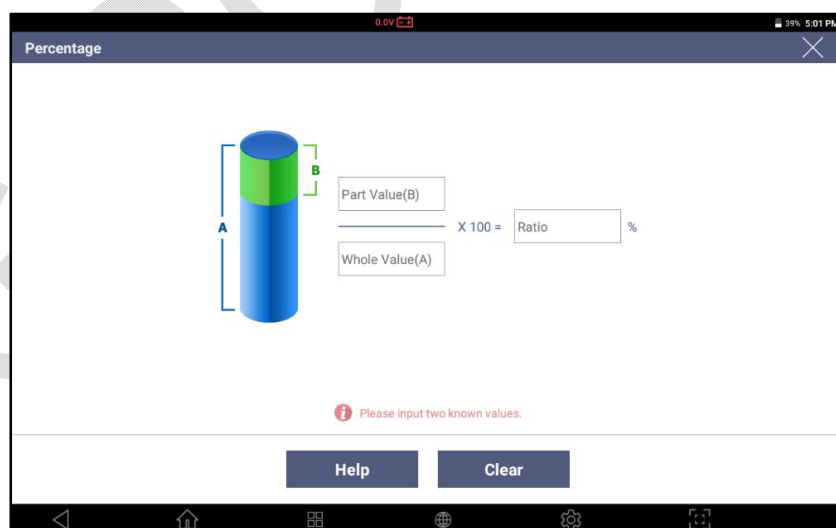 0.0V
39% 5:01 PM
Percentage
B
Part Value(B)
A
X 100 =
Ratio
%
Whole Value(A)
Please input two known values.
Help
Clear